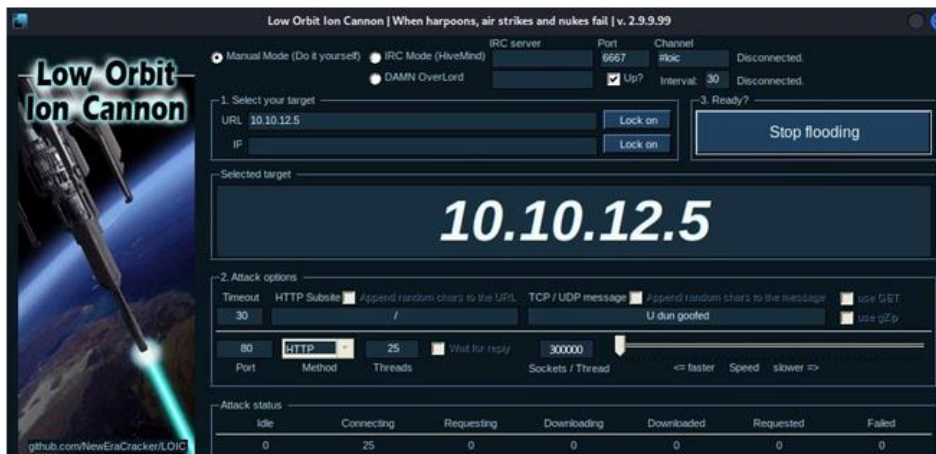 Low Orbit Ion Cannon | When harpoons, air strikes and nukes fail | v. 2.9.9.99
Low Orbit
Ion Cannon
github.com/NewEraCracker/LOIC
IRC server Port Channel
Manual Mode (Do it yourself) IRC Mode (HiveMind) 6667 #loic Disconnected.
DAMN OverLord Up? Interval: 30 Disconnected.
1. Select your target
URL 10.10.12.5 Lock on
IP Lock on
3. Ready?
Stop flooding
Selected target
10.10.12.5
2. Attack options
Timeout HTTP Subsite Append random chars to the URL TCP / UDP message Append random chars to the message use GET
30 / U dun goofed use gZip
80 HTTP 25 Wait for reply 300000
Port Method Threads Sockets / Thread <= faster Speed slower =>
Attack status
Idle Connecting Requesting Downloading Downloaded Requested Failed
0 25 0 0 0 0 0